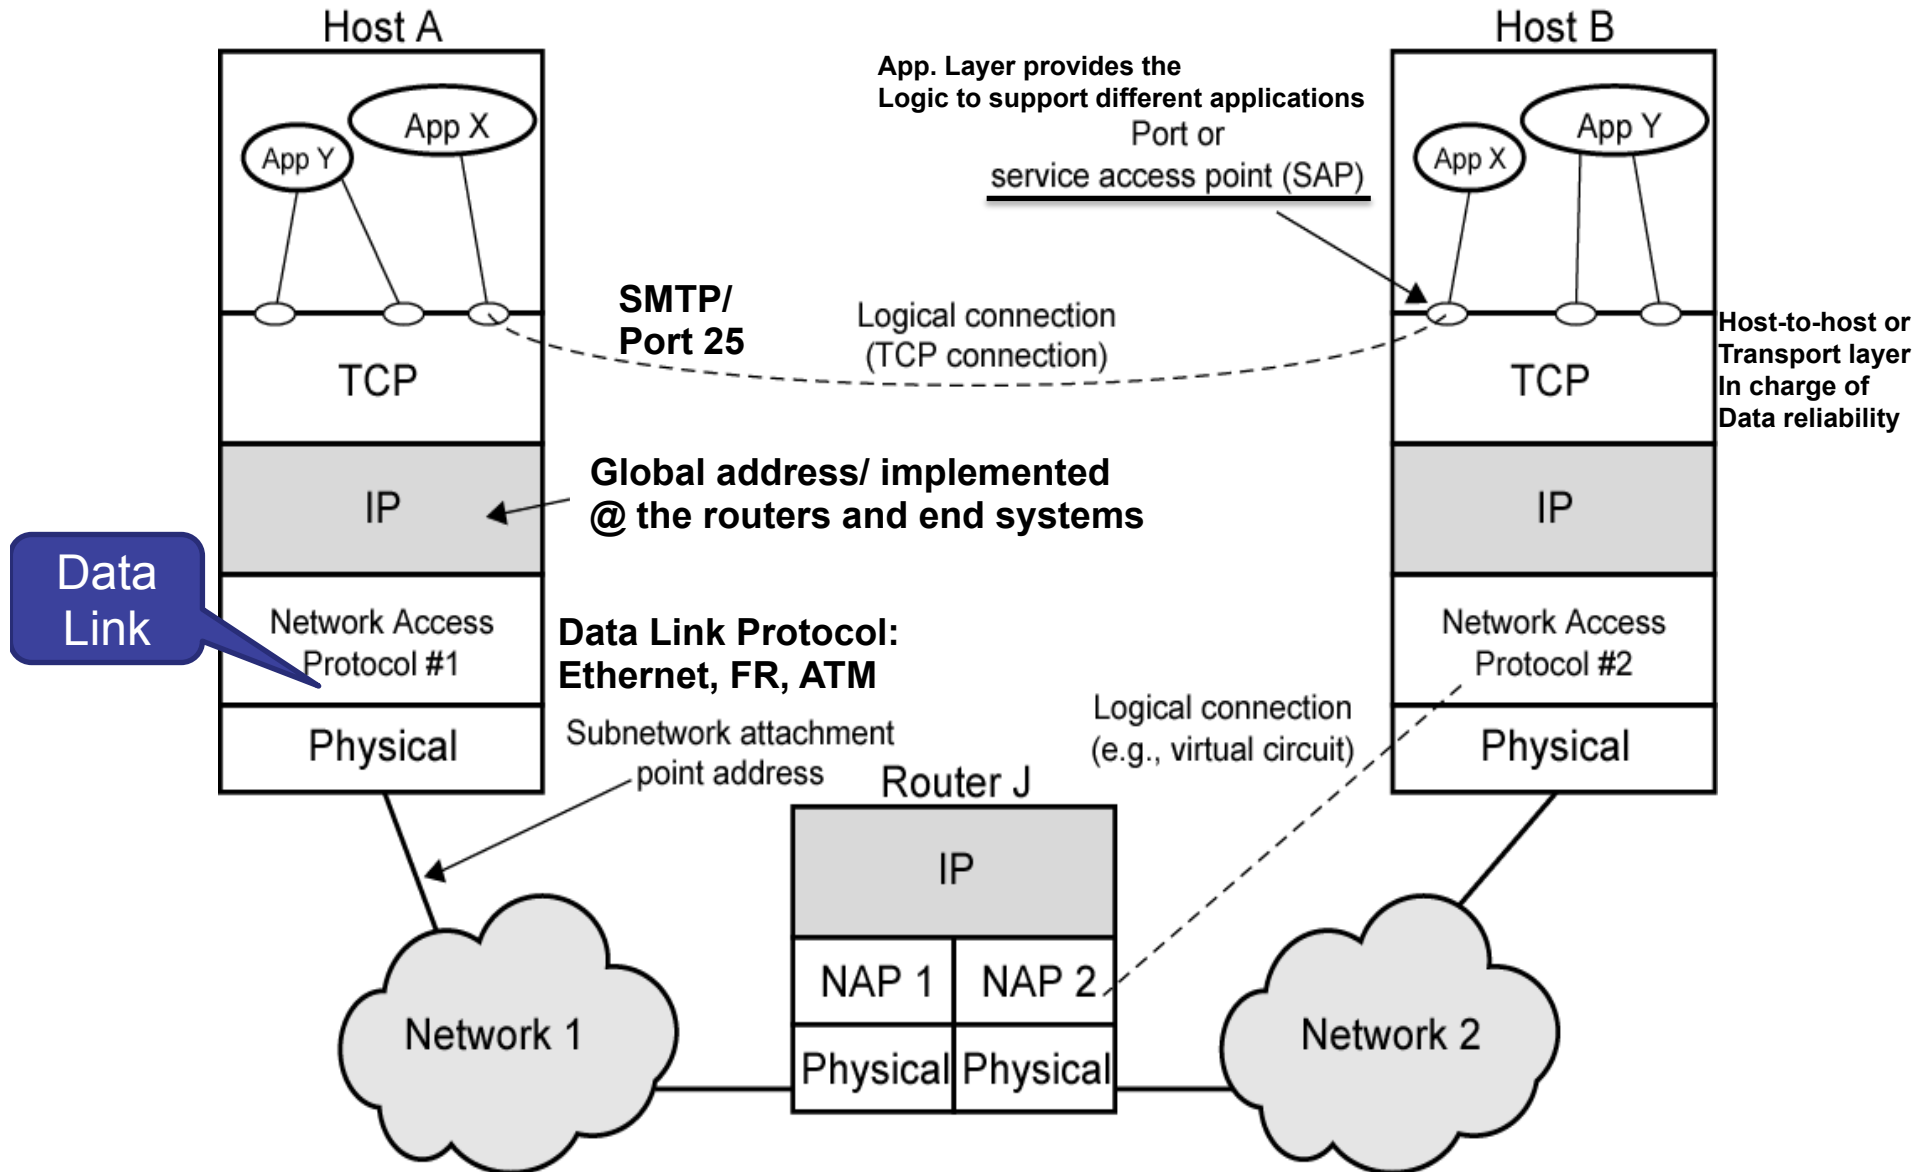 Host A
Host B
App. Layer provides the
Logic to support different applications
Port or
service access point (SAP)
App X
App Y
App Y
App X
SMTP/
Port 25
Logical connection
(TCP connection)
Host-to-host or
Transport layer
In charge of
Data reliability
TCP
TCP
Global address/ implemented
@ the routers and end systems
IP
IP
Data
Link
Network Access
Protocol #1
Data Link Protocol:
Ethernet, FR, ATM
Network Access
Protocol #2
Physical
Subnetwork attachment
point address
Logical connection
(e.g., virtual circuit)
Physical
Router J
IP
NAP 1
NAP 2
Network 1
Physical
Physical
Network 2